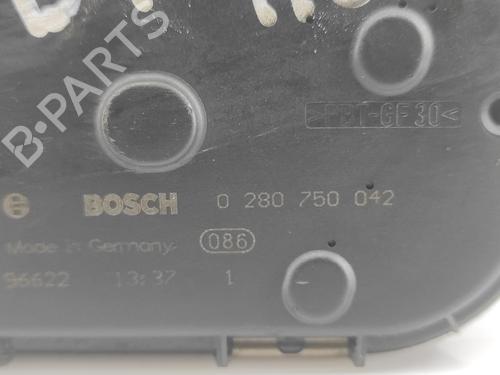 B-PARTS
>PBT-GF30<
BOSCH 0 280 750 042
Made in Germany 086
96622 13:37 1